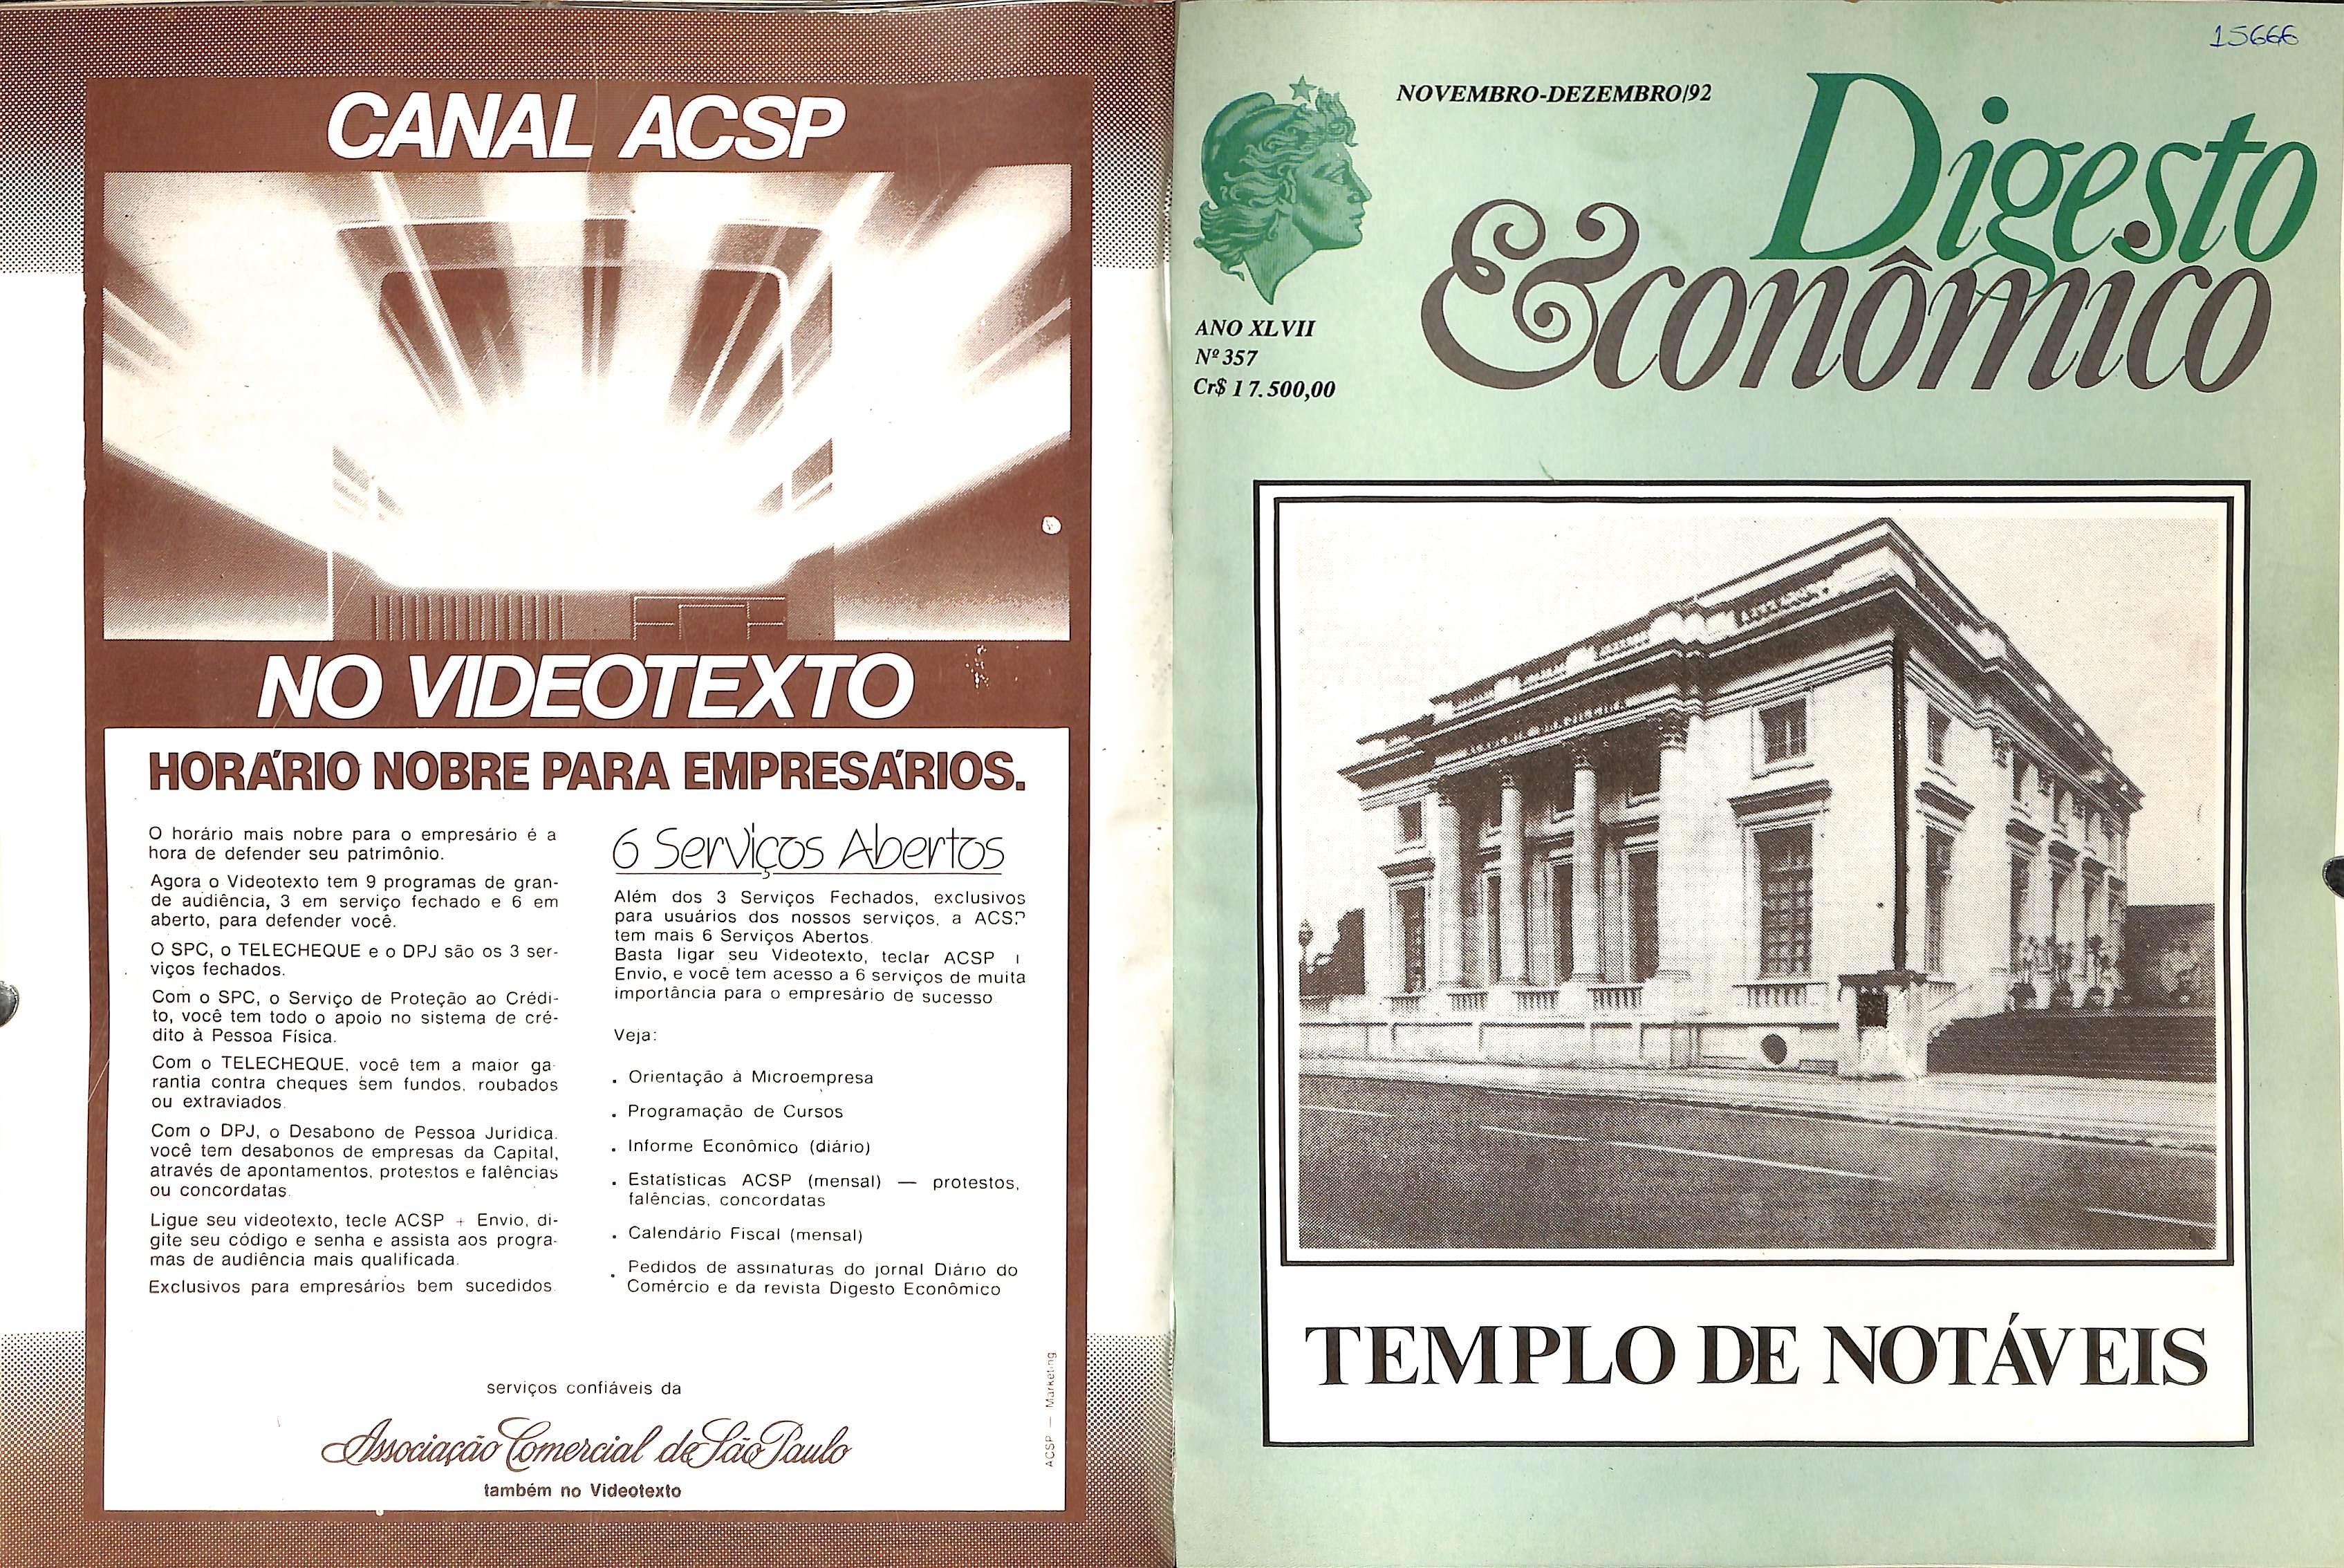 CANAL ACSP
NO VIDEOTEXTO
HORÁRIO NOBRE PARA EMPRESÁRIOS.
O horário mais nobre para o empresário é a
hora de defender seu patrimônio.
Agora o Videotexto tem 9 programas de gran-
de audiência, 3 em serviço fechado e 6 em
aberto, para defender você.
O SPC, o TELECHEQUE e o DPJ são os 3 ser-
viços fechados.
Com o SPC, o Serviço de Proteção ao Crédi-
to, você tem todo o apoio no sistema de cré-
dito à Pessoa Física.
Com o TELECHEQUE, você tem a maior ga-
rantia contra cheques sem fundos, roubados
ou extraviados.
Com o DPJ, o Desabono de Pessoa Jurídica,
você tem desabonos de empresas da Capital,
através de apontamentos, protestos e falências
ou concordatas.
Ligue seu videotexto, tecle ACSP + Envio, di-
gite seu código e senha e assista aos progra-
mas de audiência mais qualificada.
Exclusivos para empresários bem sucedidos.
6 Serviços Abertos
Além dos 3 Serviços Fechados, exclusivos
para usuários dos nossos serviços, a ACSP
tem mais 6 Serviços Abertos.
Basta ligar seu Videotexto, teclar ACSP
Envio, e você tem acesso a 6 serviços de muita
importância para o empresário de sucesso.
Veja:
. Orientação à Microempresa
. Programação de Cursos
. Informe Econômico (diário)
. Estatísticas ACSP (mensal) — protestos,
falências, concordatas
. Calendário Fiscal (mensal)
. Pedidos de assinaturas do jornal Diário do
Comércio e da revista Digesto Econômico
serviços confiáveis da
Associação Comercial de São Paulo
também no Videotexto
ACSP — Marketing
15666
NOVEMBRO-DEZEMBRO/92
Digesto
Econômico
ANO XLVII
Nº 357
Cr$ 17.500,00
TEMPLO DE NOTÁVEIS